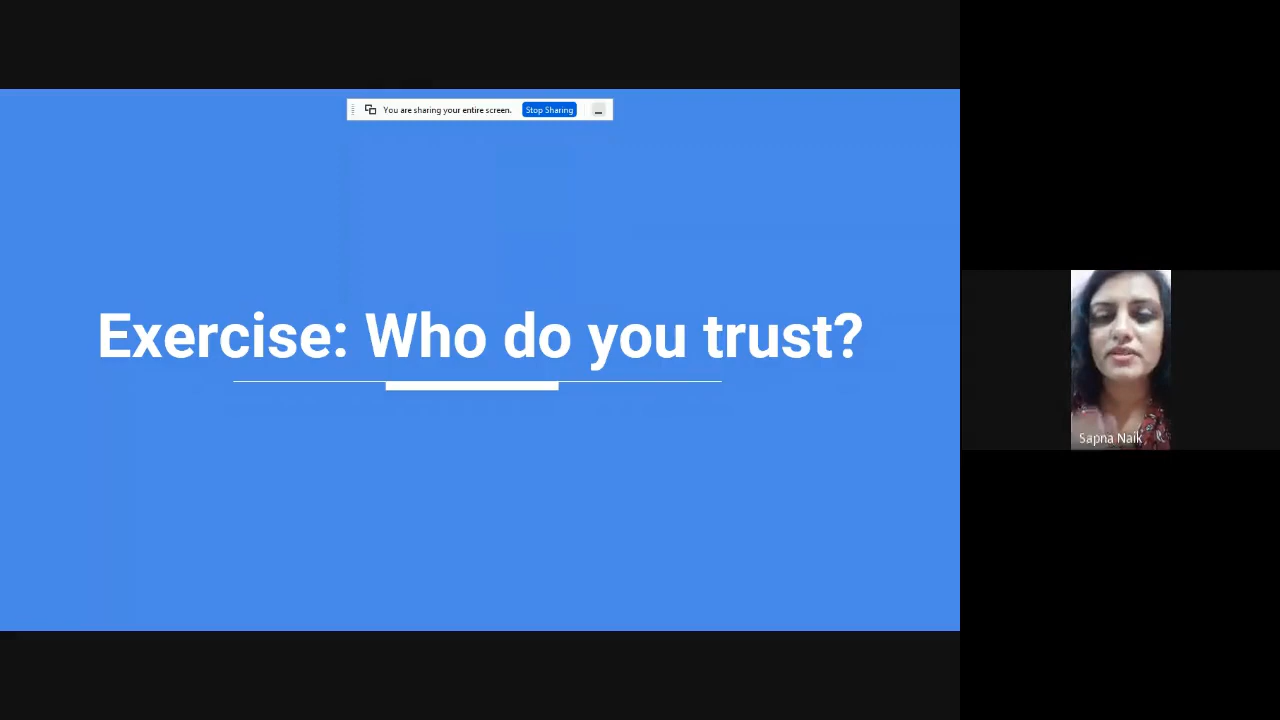 You are sharing your entire screen. Stop Sharing
Exercise: Who do you trust?
Sapna Naik